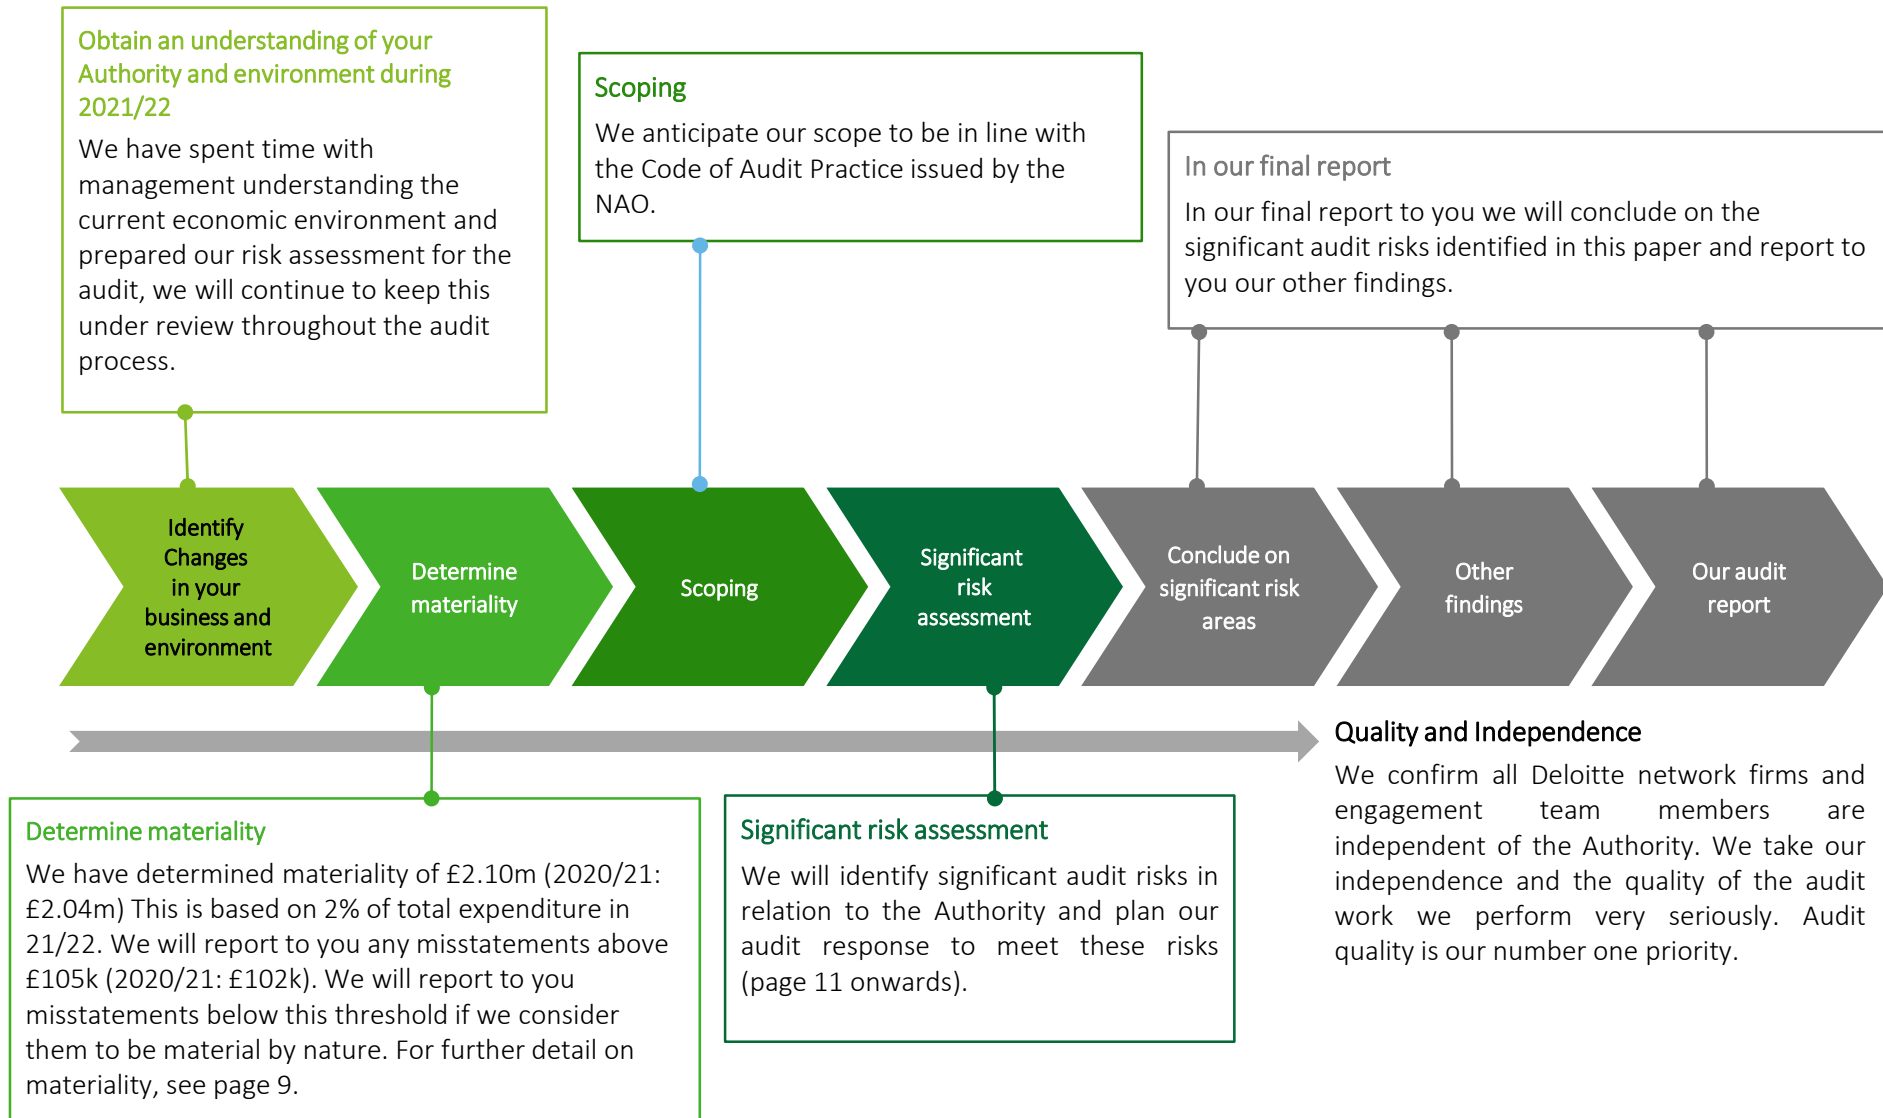 Obtain an understanding of your
Authority and environment during
2021/22
We have spent time with
management understanding the
current economic environment and
prepared our risk assessment for the
audit, we will continue to keep this
under review throughout the audit
process.
Scoping
We anticipate our scope to be in line with
the Code of Audit Practice issued by the
NAO.
In our final report
In our final report to you we will conclude on the
significant audit risks identified in this paper and report to
you our other findings.
Identify
Changes
in your
business and
environment
Determine
materiality
Scoping
Significant
risk
assessment
Conclude on
significant risk
areas
Other
findings
Our audit
report
Determine materiality
We have determined materiality of £2.10m (2020/21:
£2.04m) This is based on 2% of total expenditure in
21/22. We will report to you any misstatements above
£105k (2020/21: £102k). We will report to you
misstatements below this threshold if we consider
them to be material by nature. For further detail on
materiality, see page 9.
Significant risk assessment
We will identify significant audit risks in
relation to the Authority and plan our
audit response to meet these risks
(page 11 onwards).
Quality and Independence
We confirm all Deloitte network firms and
engagement team members are
independent of the Authority. We take our
independence and the quality of the audit
work we perform very seriously. Audit
quality is our number one priority.